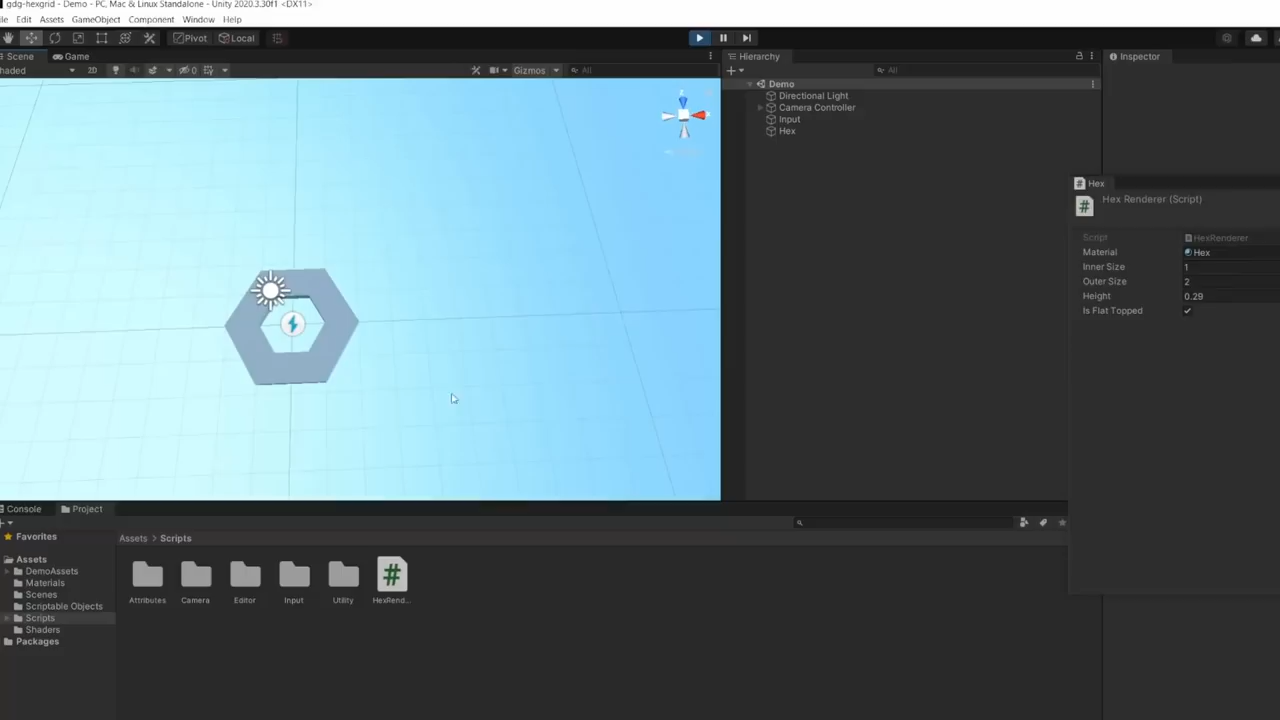 gdg-hexgrid - Demo - PC, Mac & Linux Standalone - Unity 2020.3.30f1 <DX11>
ile Edit Assets GameObject Component Window Help
Pivot Local
Scene Game
haded 2D 0 Gizmos All
Hierarchy
All
Demo
Directional Light
Camera Controller
Input
Hex
Inspector
Hex
Hex Renderer (Script)
Script HexRenderer
Material Hex
Inner Size 1
Outer Size 2
Height 0.29
Is Flat Topped
Console Project
Favorites
Assets
DemoAssets
Materials
Scenes
Scriptable Objects
Scripts
Shaders
Packages
Assets > Scripts
Attributes Camera Editor Input Utility HexRend...